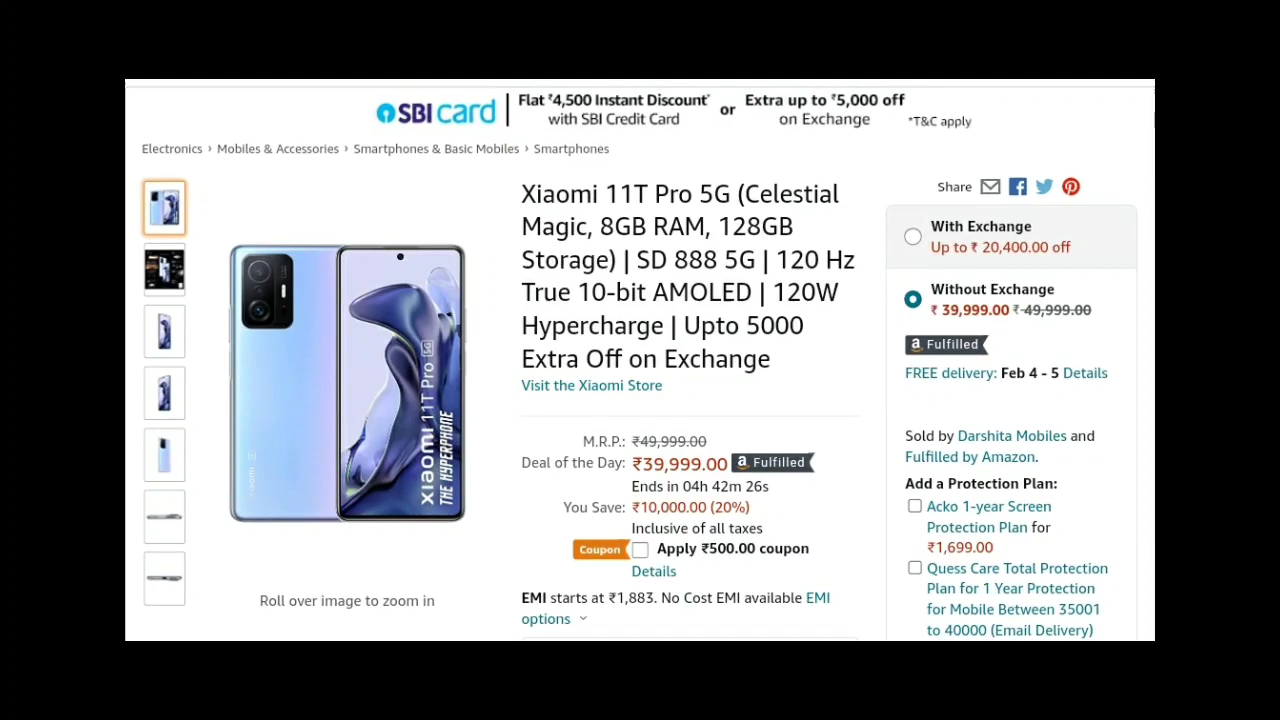 SBI card
Flat ₹4,500 Instant Discount*
with SBI Credit Card
or
Extra up to ₹5,000 off
on Exchange
*T&C apply
Electronics › Mobiles & Accessories › Smartphones & Basic Mobiles › Smartphones
Xiaomi 11T Pro 5G (Celestial
Magic, 8GB RAM, 128GB
Storage) | SD 888 5G | 120 Hz
True 10-bit AMOLED | 120W
Hypercharge | Upto 5000
Extra Off on Exchange
Visit the Xiaomi Store
M.R.P.: ₹49,999.00
Deal of the Day: ₹39,999.00 a Fulfilled
Ends in 04h 42m 26s
You Save: ₹10,000.00 (20%)
Inclusive of all taxes
Coupon Apply ₹500.00 coupon
Details
EMI starts at ₹1,883. No Cost EMI available EMI
options
xiaomi 11T Pro 5G
THE HYPERPHONE
xiaomi 5G
Roll over image to zoom in
Share
With Exchange
Up to ₹ 20,400.00 off
Without Exchange
₹ 39,999.00 ₹ 49,999.00
a Fulfilled
FREE delivery: Feb 4 - 5 Details
Sold by Darshita Mobiles and
Fulfilled by Amazon.
Add a Protection Plan:
Acko 1-year Screen
Protection Plan for
₹1,699.00
Quess Care Total Protection
Plan for 1 Year Protection
for Mobile Between 35001
to 40000 (Email Delivery)